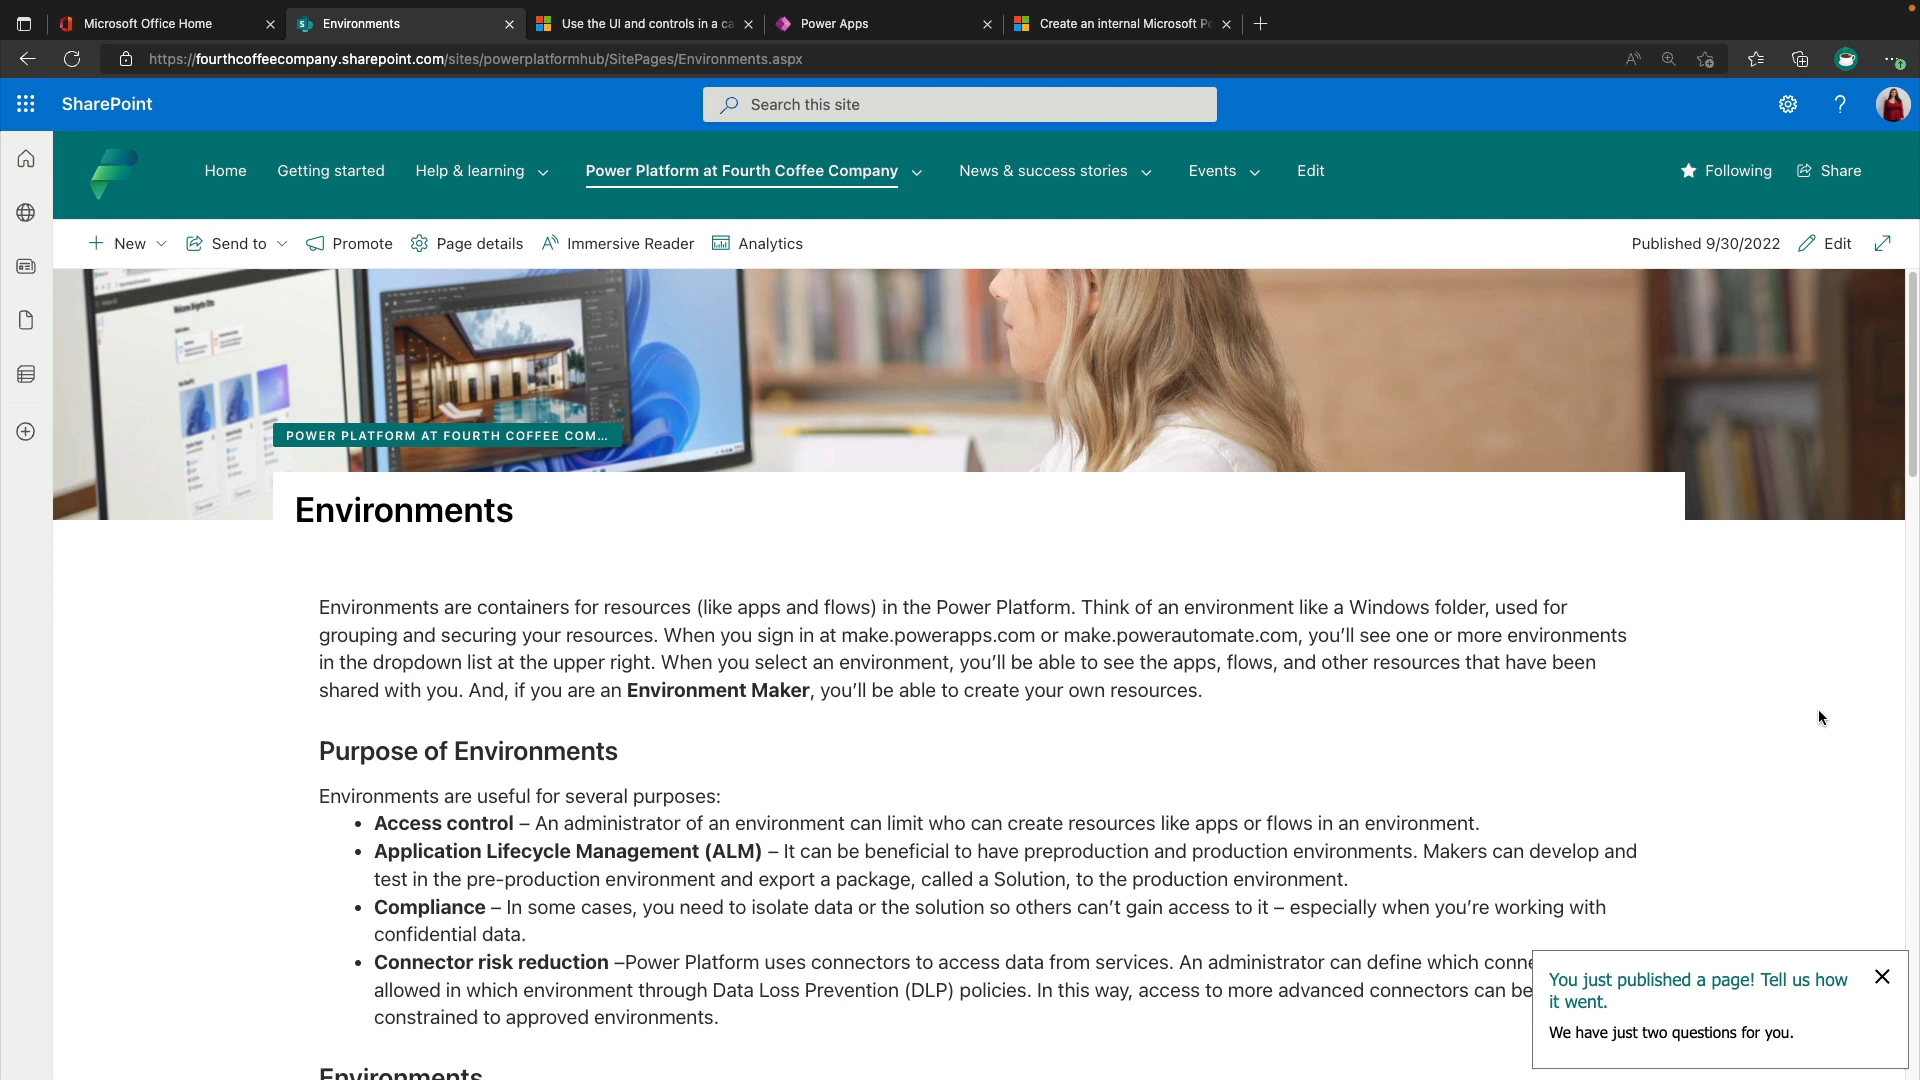 Microsoft Office Home
Environments
Use the UI and controls in a ca
Power Apps
Create an internal Microsoft Po
https://fourthcoffeecompany.sharepoint.com/sites/powerplatformhub/SitePages/Environments.aspx
SharePoint
Search this site
Home
Getting started
Help & learning
Power Platform at Fourth Coffee Company
News & success stories
Events
Edit
Following
Share
New
Send to
Promote
Page details
Immersive Reader
Analytics
Published 9/30/2022
Edit
POWER PLATFORM AT FOURTH COFFEE COM...
Environments
Environments are containers for resources (like apps and flows) in the Power Platform. Think of an environment like a Windows folder, used for
grouping and securing your resources. When you sign in at make.powerapps.com or make.powerautomate.com, you'll see one or more environments
in the dropdown list at the upper right. When you select an environment, you'll be able to see the apps, flows, and other resources that have been
shared with you. And, if you are an Environment Maker, you'll be able to create your own resources.
Purpose of Environments
Environments are useful for several purposes:
• Access control – An administrator of an environment can limit who can create resources like apps or flows in an environment.
• Application Lifecycle Management (ALM) – It can be beneficial to have preproduction and production environments. Makers can develop and
test in the pre-production environment and export a package, called a Solution, to the production environment.
• Compliance – In some cases, you need to isolate data or the solution so others can't gain access to it – especially when you're working with
confidential data.
• Connector risk reduction –Power Platform uses connectors to access data from services. An administrator can define which conne
allowed in which environment through Data Loss Prevention (DLP) policies. In this way, access to more advanced connectors can be
constrained to approved environments.
Environments
You just published a page! Tell us how
it went.
We have just two questions for you.